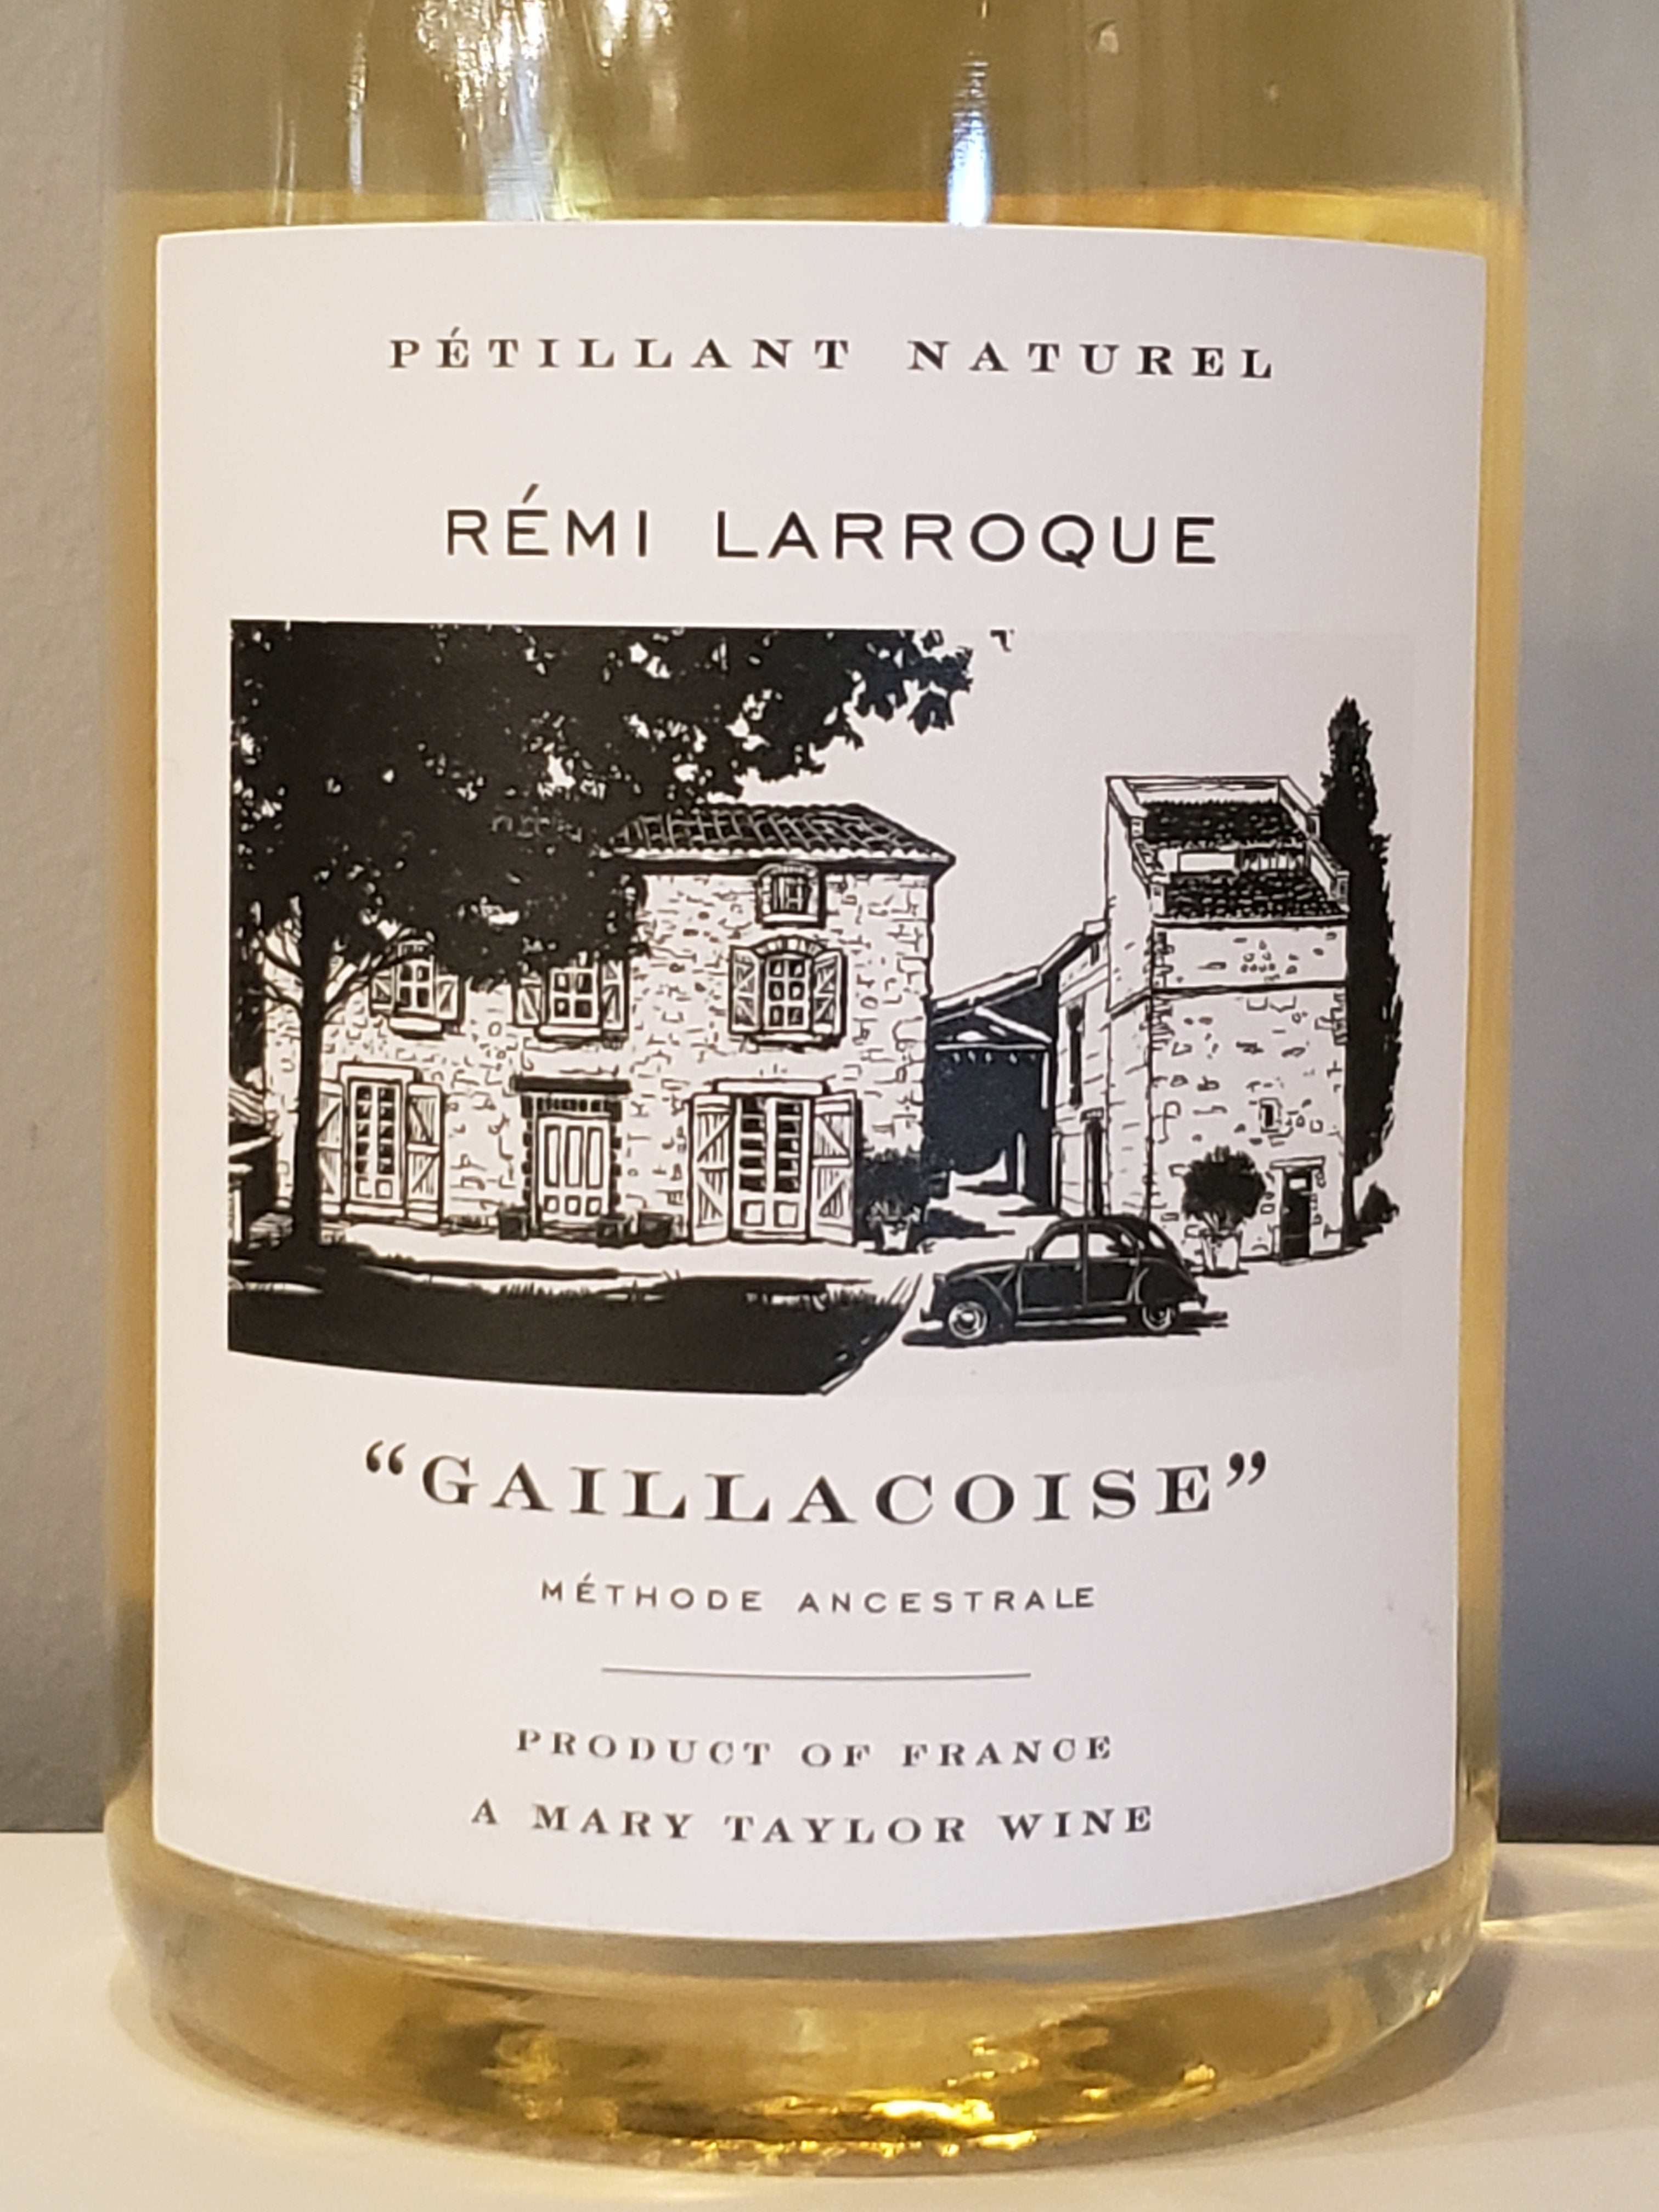 PÉTILLANT NATUREL
RÉMI LARROQUE
“GAILLACOISE”
MÉTHODE ANCESTRALE
PRODUCT OF FRANCE
A MARY TAYLOR WINE